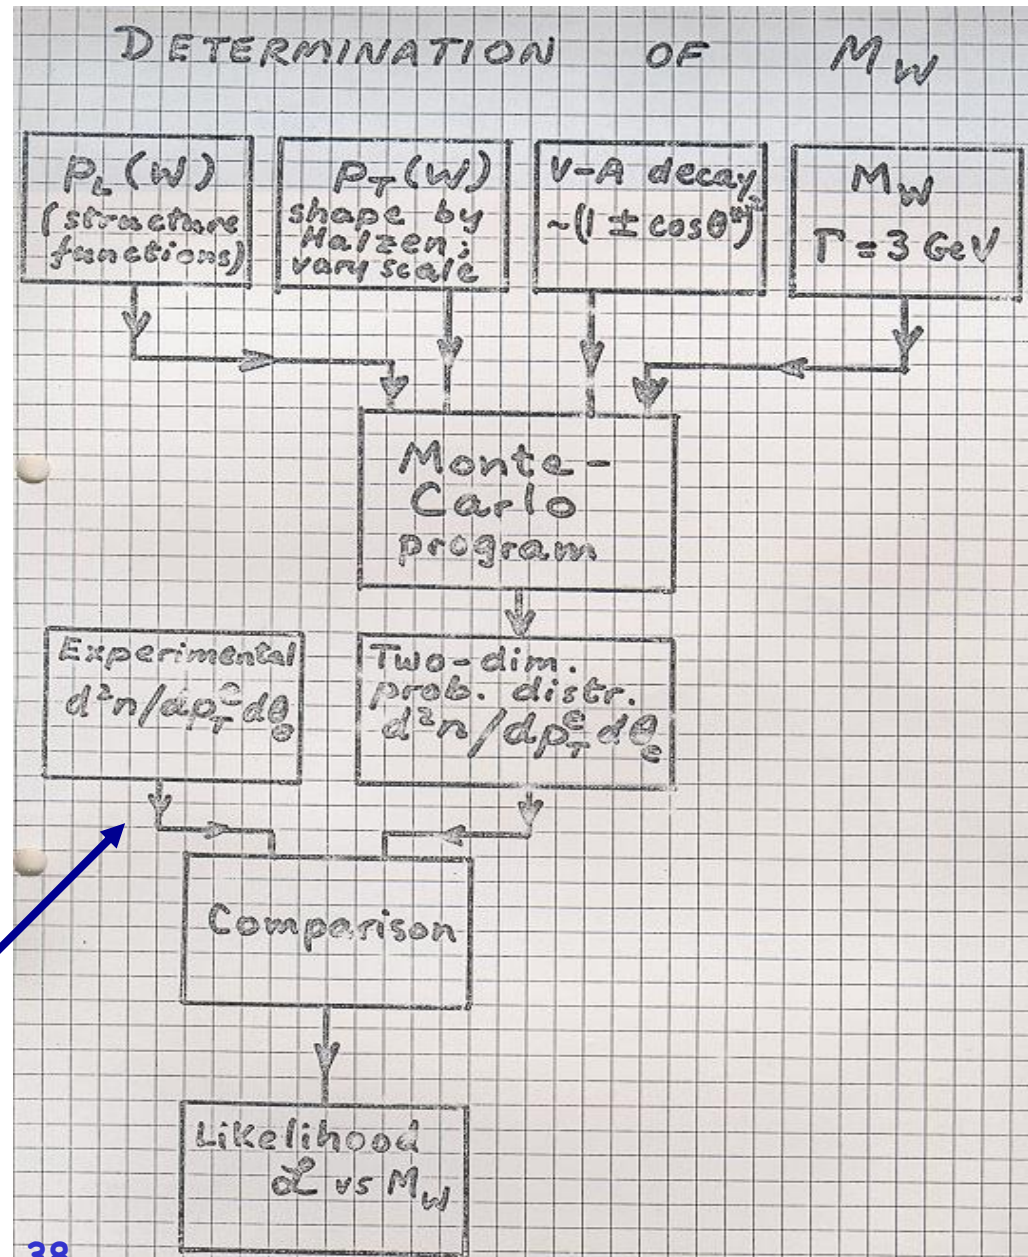 DETERMINATION OF M_W
P_L(W)
(structure
functions)
P_T(W)
shape by
Halzen;
vary scale
V-A decay
~(1 ± cosθ*)²
M_W
Γ = 3 GeV
Monte-
Carlo
program
Experimental
d²n/dp_T^e dθ_e
Two-dim.
prob. distr.
d²n/dp_T^e dθ_e
Comparison
Likelihood
ℒ vs M_W
38